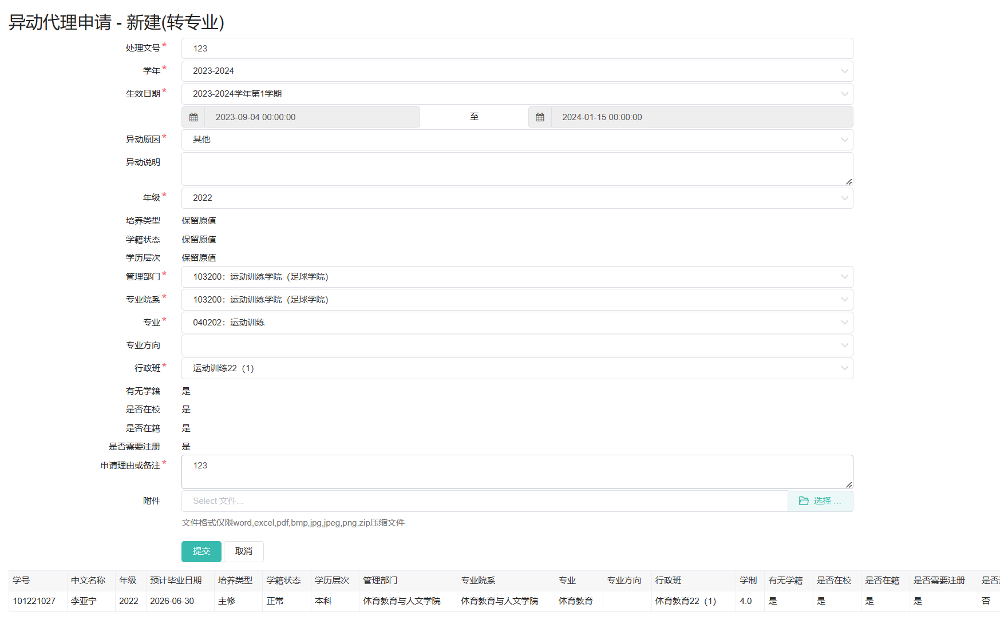 异动代理申请 - 新建(转专业)
处理文号* 123
学年* 2023-2024
生效日期* 2023-2024学年第1学期
2023-09-04 00:00:00 至 2024-01-15 00:00:00
异动原因* 其他
异动说明
年级* 2022
培养类型 保留原值
学籍状态 保留原值
学历层次 保留原值
管理部门* 103200：运动训练学院（足球学院）
专业院系* 103200：运动训练学院（足球学院）
专业* 040202：运动训练
专业方向
行政班* 运动训练22（1）
有无学籍 是
是否在校 是
是否在籍 是
是否需要注册 是
申请理由或备注* 123
附件 Select 文件... 选择 ...
文件格式仅限word,excel,pdf,bmp,jpg,jpeg,png,zip压缩文件
提交 取消
学号 中文名称 年级 预计毕业日期 培养类型 学籍状态 学历层次 管理部门 专业院系 专业 专业方向 行政班 学制 有无学籍 是否在校 是否在籍 是否需要注册 是否
101221027 李亚宁 2022 2026-06-30 主修 正常 本科 体育教育与人文学院 体育教育与人文学院 体育教育 体育教育22（1） 4.0 是 是 是 是 否